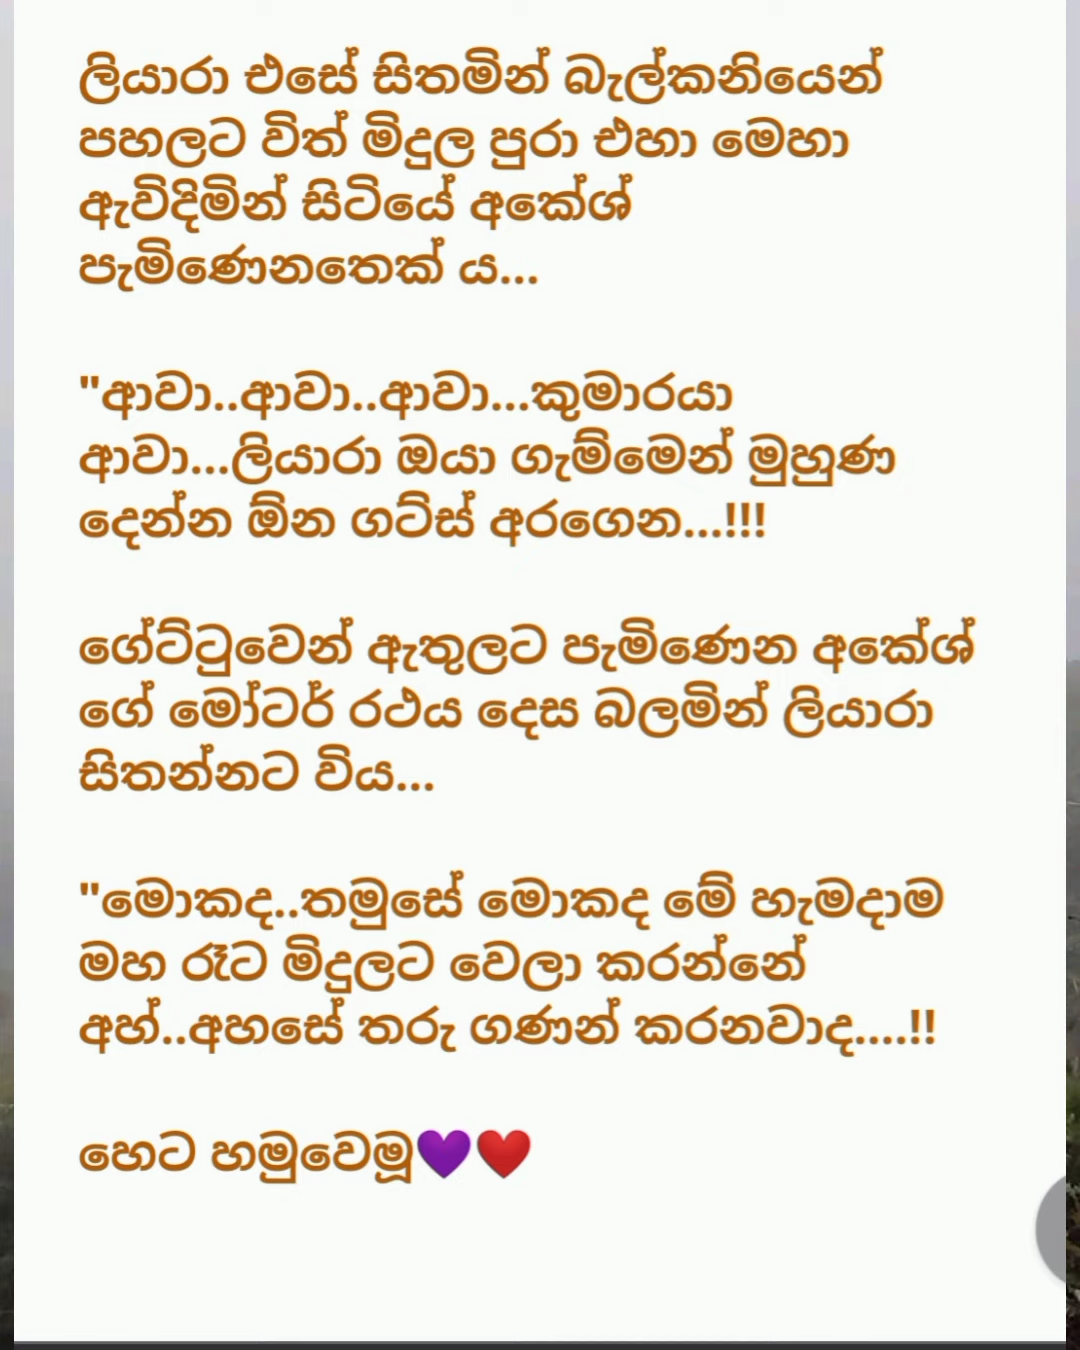 ලියාරා එසේ සිතමින් බැල්කනියෙන්
පහලට විත් මිදුල පුරා එහා මෙහා
ඇවිදිමින් සිටියේ අකේශ්
පැමිණෙනතෙක් ය...
"ආවා..ආවා..ආවා...කුමාරයා
ආවා...ලියාරා ඔයා ගැම්මෙන් මුහුණ
දෙන්න ඕන ගට්ස් අරගෙන...!!!
ගේට්ටුවෙන් ඇතුලට පැමිණෙන අකේශ්
ගේ මෝටර් රථය දෙස බලමින් ලියාරා
සිතන්නට විය...
"මොකද..තමුසේ මොකද මේ හැමදාම
මහ රෑට මිදුලට වෙලා කරන්නේ
අහ්..අහසේ තරු ගණන් කරනවාද....!!
හෙට හමුවෙමූ💜❤️